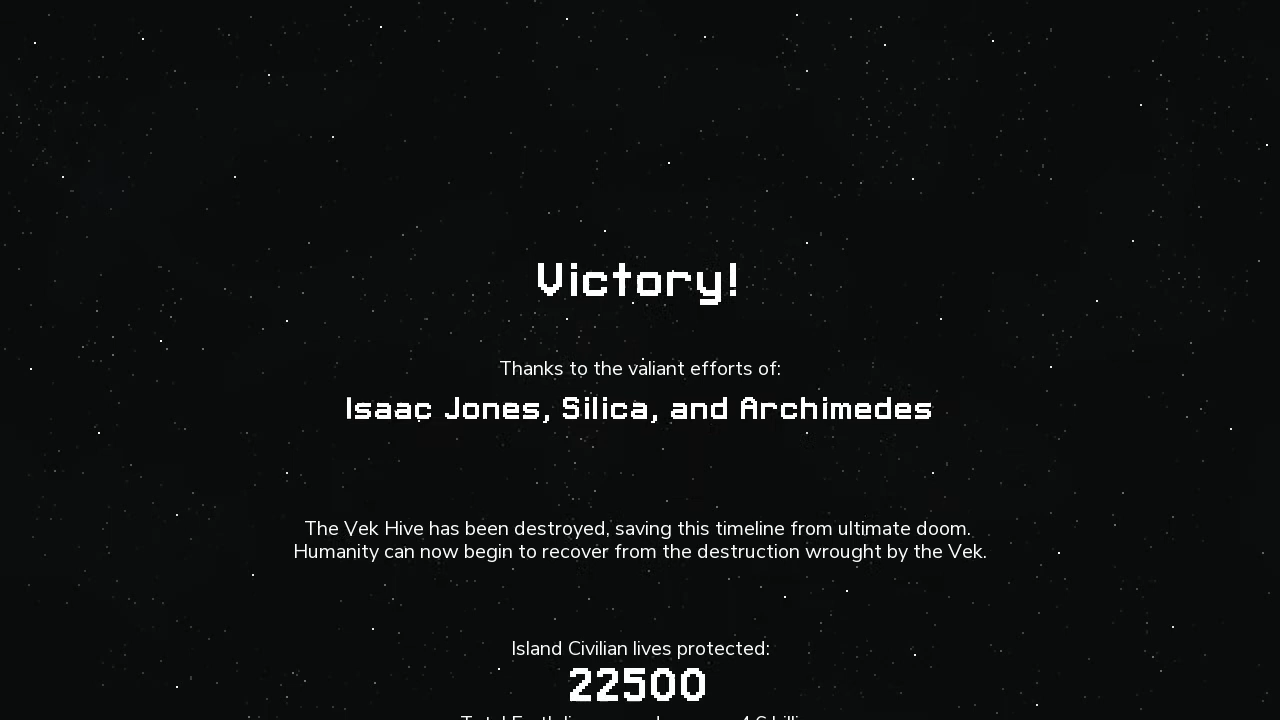 Victory!
Thanks to the valiant efforts of:
Isaac Jones, Silica, and Archimedes
The Vek Hive has been destroyed, saving this timeline from ultimate doom.
Humanity can now begin to recover from the destruction wrought by the Vek.
Island Civilian lives protected:
22500